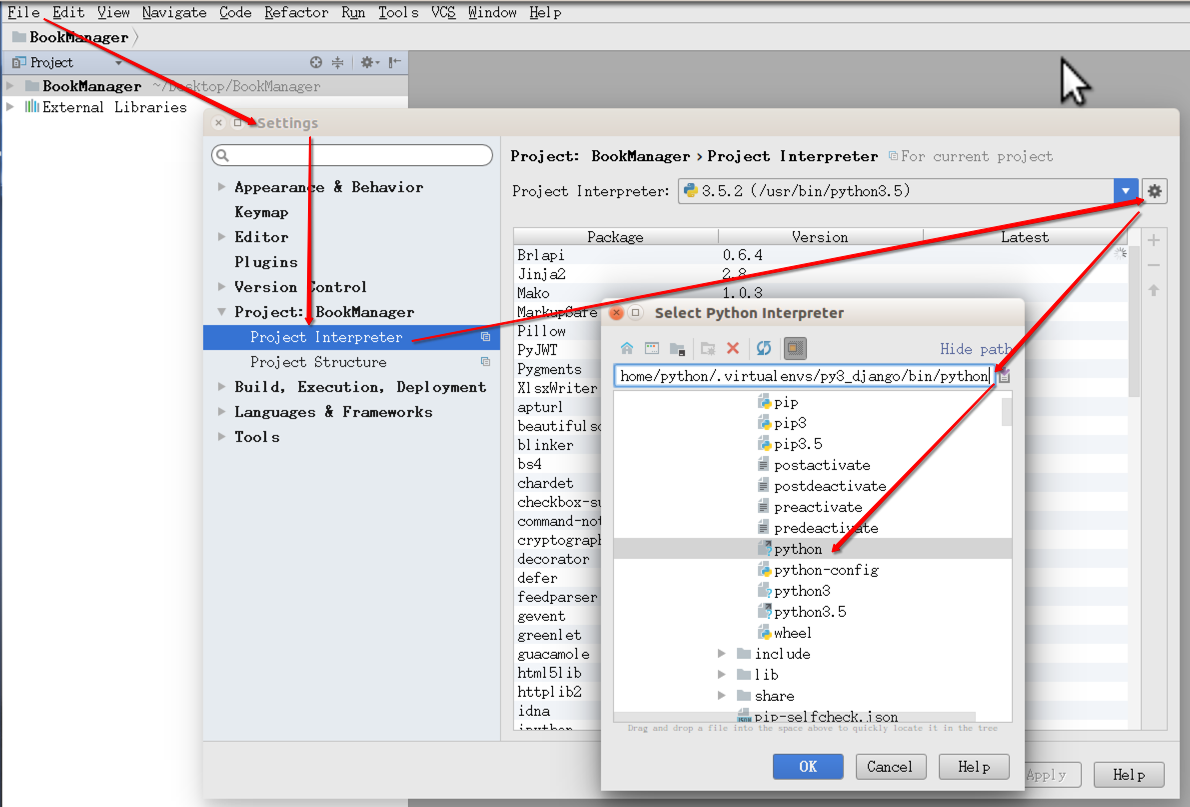 File Edit View Navigate Code Refactor Run Tools VCS Window Help
BookManager
Project
BookManager ~/Desktop/BookManager
External Libraries
Settings
Appearance & Behavior
Keymap
Editor
Plugins
Version Control
Project: BookManager
Project Interpreter
Project Structure
Build, Execution, Deployment
Languages & Frameworks
Tools
Project: BookManager › Project Interpreter For current project
Project Interpreter: 3.5.2 (/usr/bin/python3.5)
Package Version Latest
Brlapi 0.6.4
Jinja2 2.8
Mako 1.0.3
MarkupSafe
Pillow
PyJWT
Pygments
XlsxWriter
apturl
beautifulso
blinker
bs4
chardet
checkbox-su
command-not
cryptograph
decorator
defer
feedparser
gevent
greenlet
guacamole
html5lib
httplib2
idna
ipython
Select Python Interpreter
Hide path
home/python/.virtualenvs/py3_django/bin/python
pip
pip3
pip3.5
postactivate
postdeactivate
preactivate
predeactivate
python
python-config
python3
python3.5
wheel
include
lib
share
pip-selfcheck.json
Drag and drop a file into the space above to quickly locate it in the tree
OK Cancel Help
Apply Help